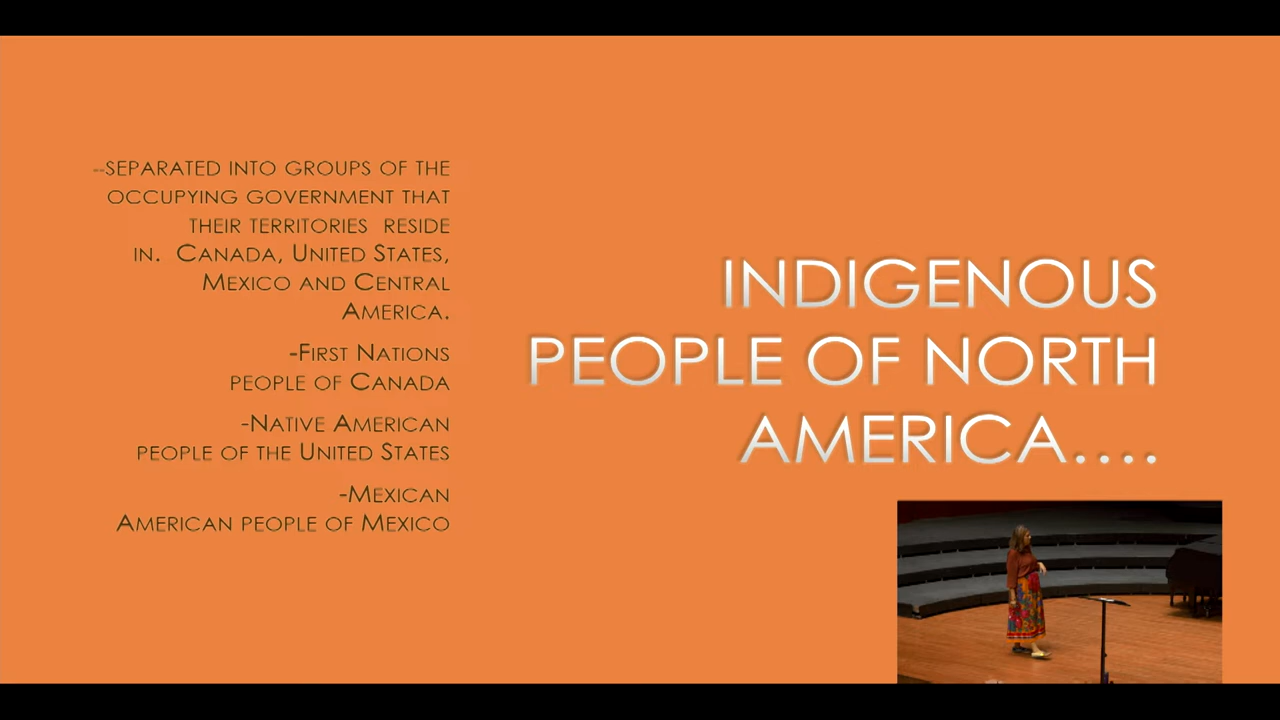 --SEPARATED INTO GROUPS OF THE
OCCUPYING GOVERNMENT THAT
THEIR TERRITORIES RESIDE
IN. CANADA, UNITED STATES,
MEXICO AND CENTRAL
AMERICA.
-FIRST NATIONS
PEOPLE OF CANADA
-NATIVE AMERICAN
PEOPLE OF THE UNITED STATES
-MEXICAN
AMERICAN PEOPLE OF MEXICO
INDIGENOUS
PEOPLE OF NORTH
AMERICA....